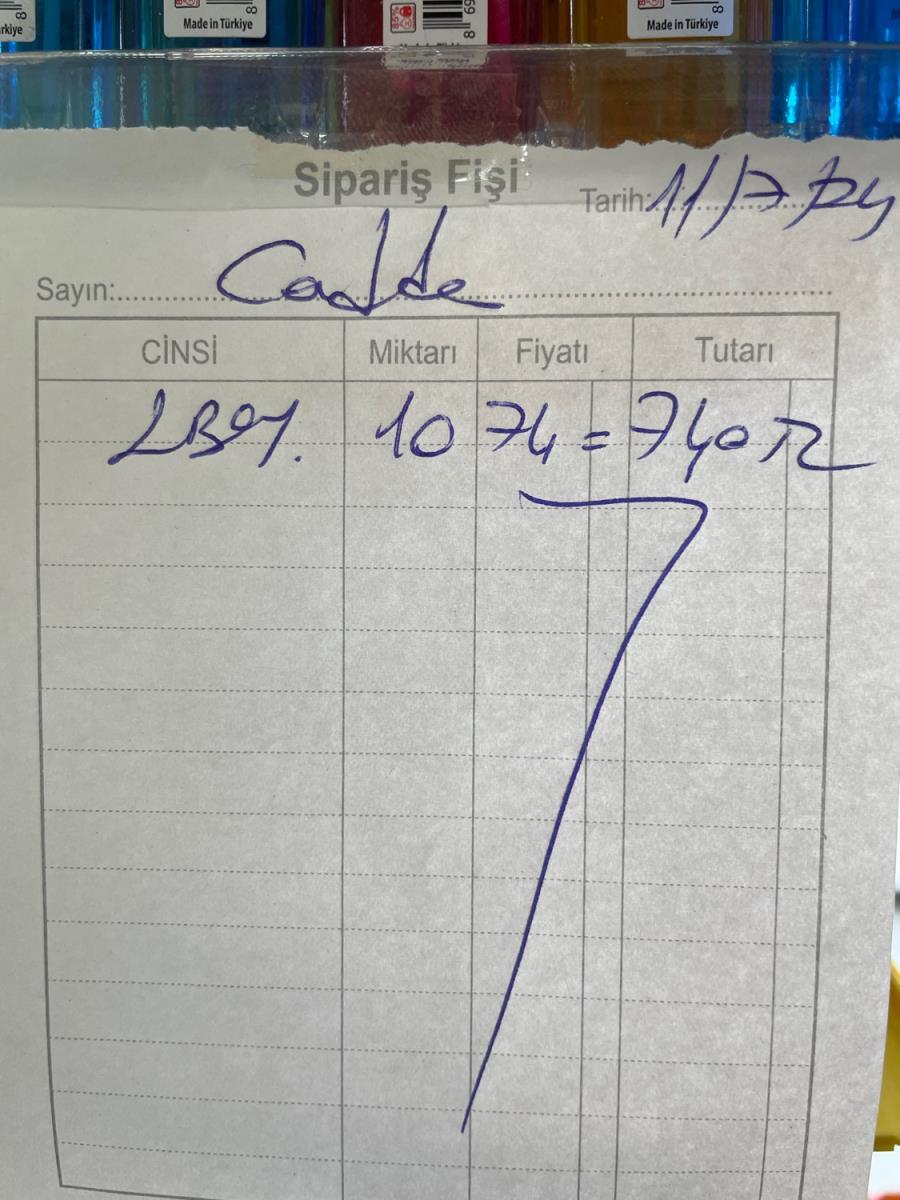 Made in Türkiye
Made in Türkiye
Sipariş Fişi
Tarih: 11/7/24
Sayın: Cadde
CİNSİ Miktarı Fiyatı Tutarı
10 74 = 740 TL